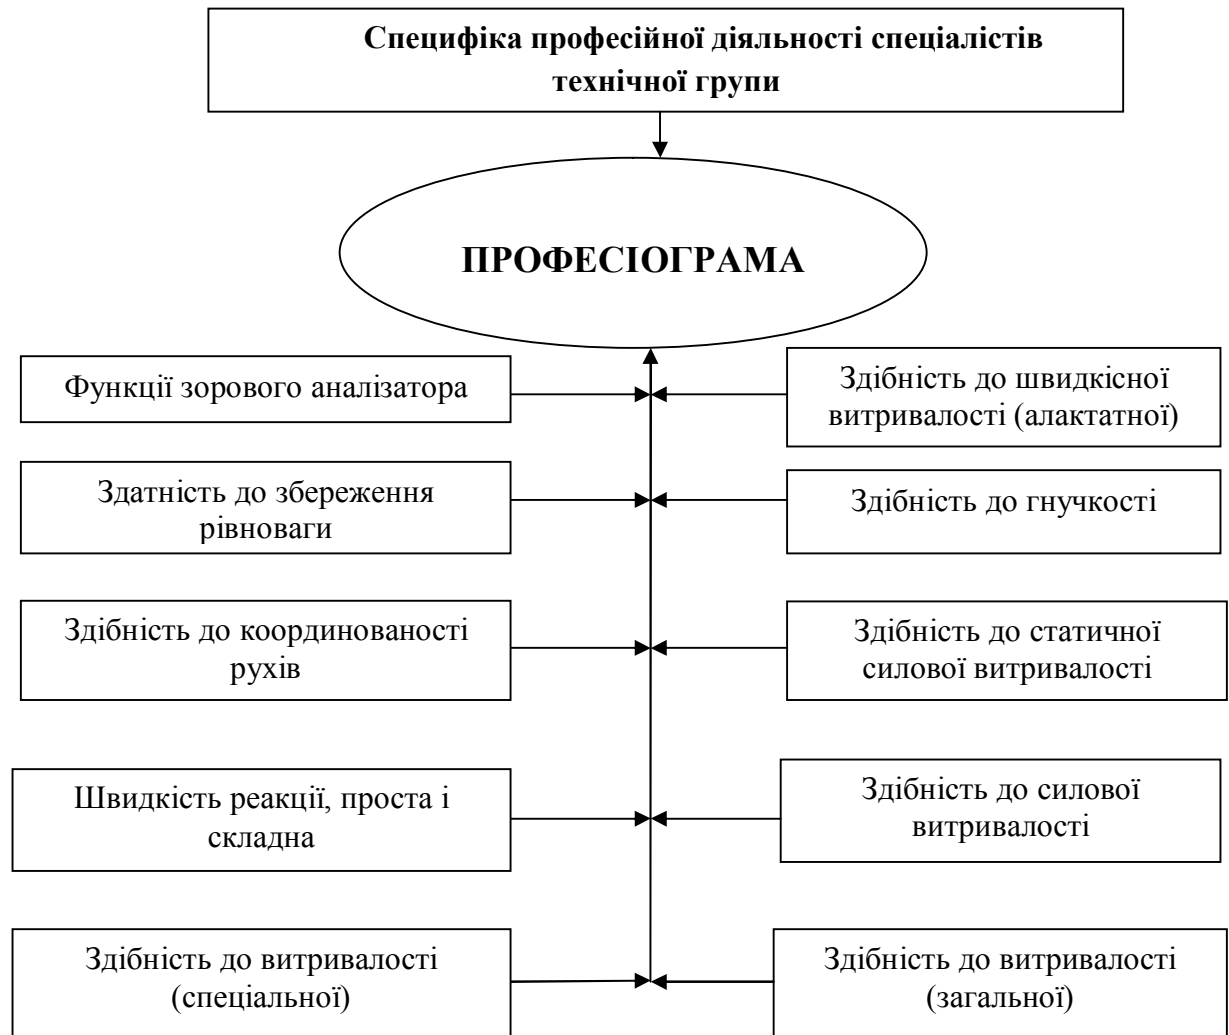 Специфіка професійної діяльності спеціалістів
технічної групи
ПРОФЕСІОГРАМА
Функції зорового аналізатора
Здібність до швидкісної
витривалості (алактатної)
Здатність до збереження
рівноваги
Здібність до гнучкості
Здібність до координованості
рухів
Здібність до статичної
силової витривалості
Швидкість реакції, проста і
складна
Здібність до силової
витривалості
Здібність до витривалості
(спеціальної)
Здібність до витривалості
(загальної)